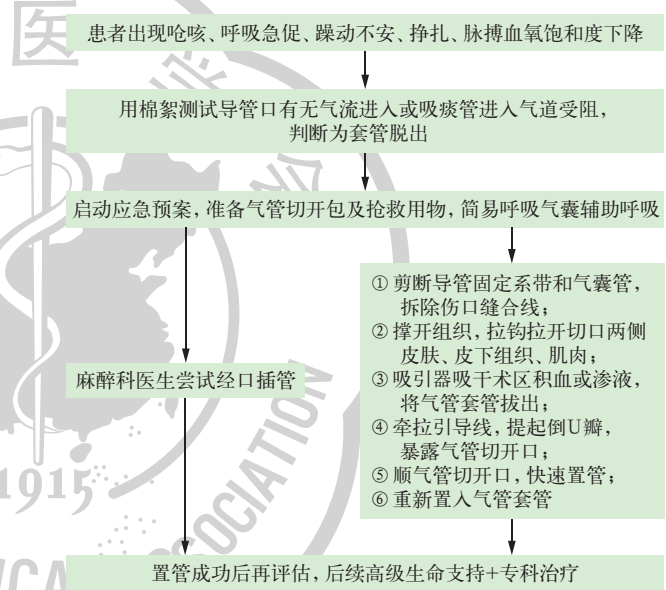 患者出现呛咳、呼吸急促、躁动不安、挣扎、脉搏血氧饱和度下降
用棉絮测试导管口有无气流进入或吸痰管进入气道受阻，
判断为套管脱出
启动应急预案，准备气管切开包及抢救用物，简易呼吸气囊辅助呼吸
麻醉科医生尝试经口插管
① 剪断导管固定系带和气囊管，
拆除伤口缝合线；
② 撑开组织，拉钩拉开切口两侧
皮肤、皮下组织、肌肉；
③ 吸引器吸干术区积血或渗液，
将气管套管拔出；
④ 牵拉引导线，提起倒U瓣，
暴露气管切开口；
⑤ 顺气管切开口，快速置管；
⑥ 重新置入气管套管
置管成功后再评估，后续高级生命支持+专科治疗
医
1915
ASSOCIATION